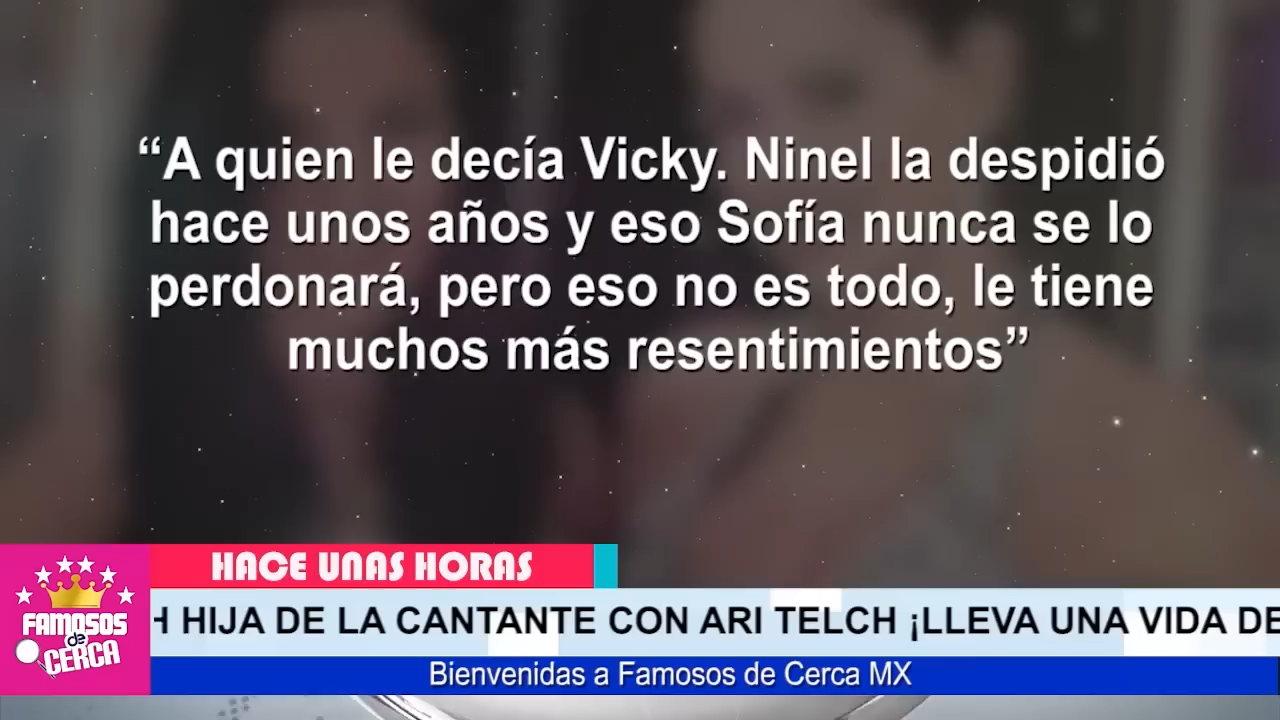 “A quien le decía Vicky. Ninel la despidió
hace unos años y eso Sofía nunca se lo
perdonará, pero eso no es todo, le tiene
muchos más resentimientos”
HACE UNAS HORAS
HIJA DE LA CANTANTE CON ARI TELCH ¡LLEVA UNA VIDA DE
FAMOSOS
de
CERCA
Bienvenidas a Famosos de Cerca MX